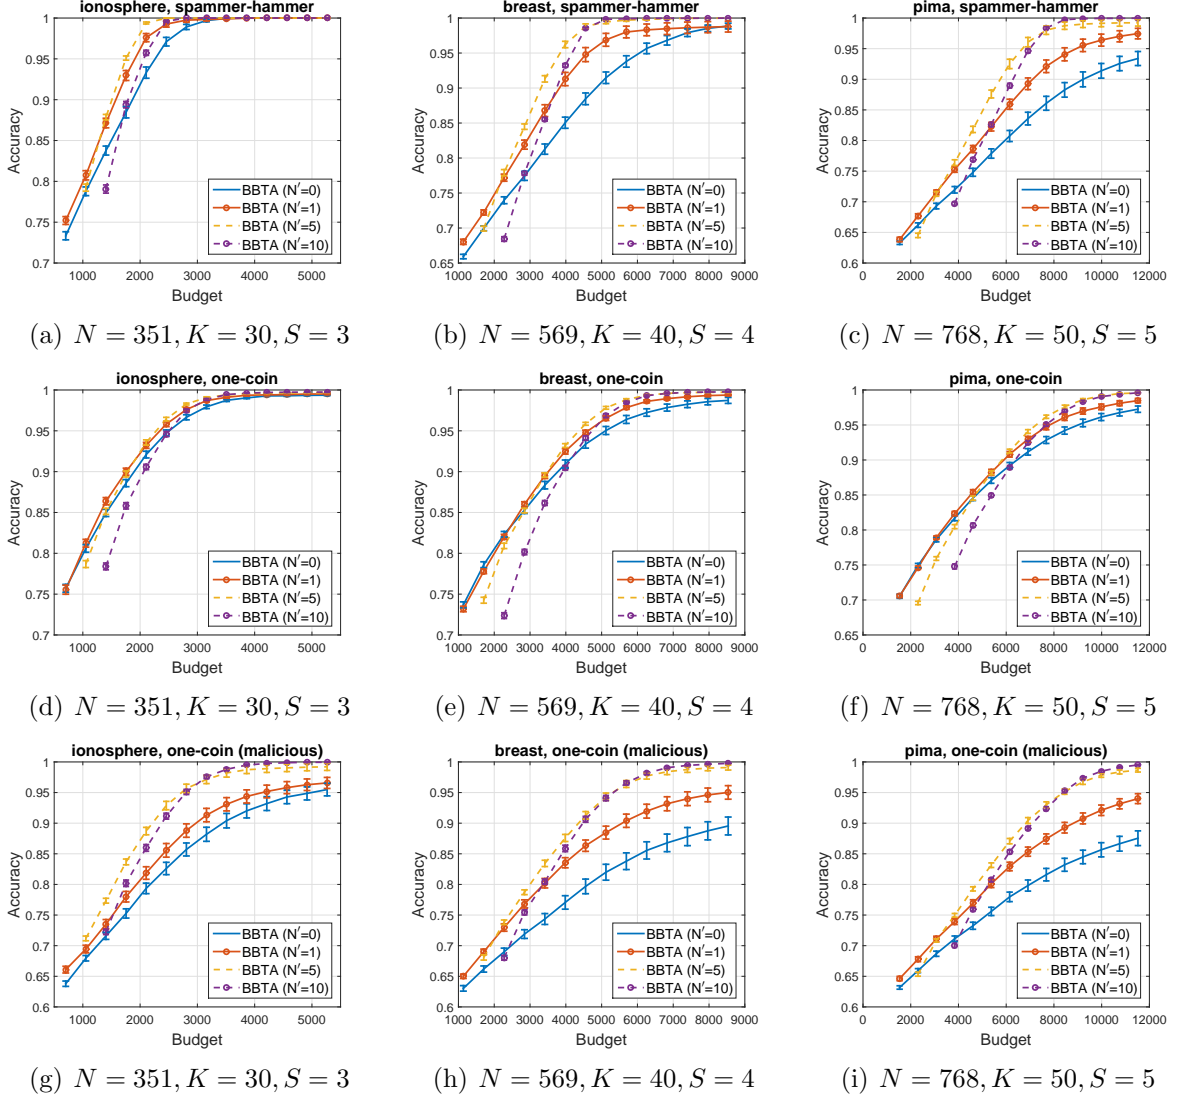 ionosphere, spammer-hammer
1
0.95
0.9
0.85
0.8
0.75
0.7
Accuracy
1000 2000 3000 4000 5000
Budget
BBTA (N'=0)
BBTA (N'=1)
BBTA (N'=5)
BBTA (N'=10)
(a) N = 351, K = 30, S = 3
breast, spammer-hammer
1
0.95
0.9
0.85
0.8
0.75
0.7
0.65
Accuracy
1000 2000 3000 4000 5000 6000 7000 8000 9000
Budget
BBTA (N'=0)
BBTA (N'=1)
BBTA (N'=5)
BBTA (N'=10)
(b) N = 569, K = 40, S = 4
pima, spammer-hammer
1
0.95
0.9
0.85
0.8
0.75
0.7
0.65
0.6
Accuracy
0 2000 4000 6000 8000 10000 12000
Budget
BBTA (N'=0)
BBTA (N'=1)
BBTA (N'=5)
BBTA (N'=10)
(c) N = 768, K = 50, S = 5
ionosphere, one-coin
1
0.95
0.9
0.85
0.8
0.75
0.7
Accuracy
1000 2000 3000 4000 5000
Budget
BBTA (N'=0)
BBTA (N'=1)
BBTA (N'=5)
BBTA (N'=10)
(d) N = 351, K = 30, S = 3
breast, one-coin
1
0.95
0.9
0.85
0.8
0.75
0.7
Accuracy
1000 2000 3000 4000 5000 6000 7000 8000 9000
Budget
BBTA (N'=0)
BBTA (N'=1)
BBTA (N'=5)
BBTA (N'=10)
(e) N = 569, K = 40, S = 4
pima, one-coin
1
0.95
0.9
0.85
0.8
0.75
0.7
0.65
Accuracy
0 2000 4000 6000 8000 10000 12000
Budget
BBTA (N'=0)
BBTA (N'=1)
BBTA (N'=5)
BBTA (N'=10)
(f) N = 768, K = 50, S = 5
ionosphere, one-coin (malicious)
1
0.95
0.9
0.85
0.8
0.75
0.7
0.65
0.6
Accuracy
1000 2000 3000 4000 5000
Budget
BBTA (N'=0)
BBTA (N'=1)
BBTA (N'=5)
BBTA (N'=10)
(g) N = 351, K = 30, S = 3
breast, one-coin (malicious)
1
0.95
0.9
0.85
0.8
0.75
0.7
0.65
0.6
Accuracy
1000 2000 3000 4000 5000 6000 7000 8000 9000
Budget
BBTA (N'=0)
BBTA (N'=1)
BBTA (N'=5)
BBTA (N'=10)
(h) N = 569, K = 40, S = 4
pima, one-coin (malicious)
1
0.95
0.9
0.85
0.8
0.75
0.7
0.65
0.6
Accuracy
0 2000 4000 6000 8000 10000 12000
Budget
BBTA (N'=0)
BBTA (N'=1)
BBTA (N'=5)
BBTA (N'=10)
(i) N = 768, K = 50, S = 5